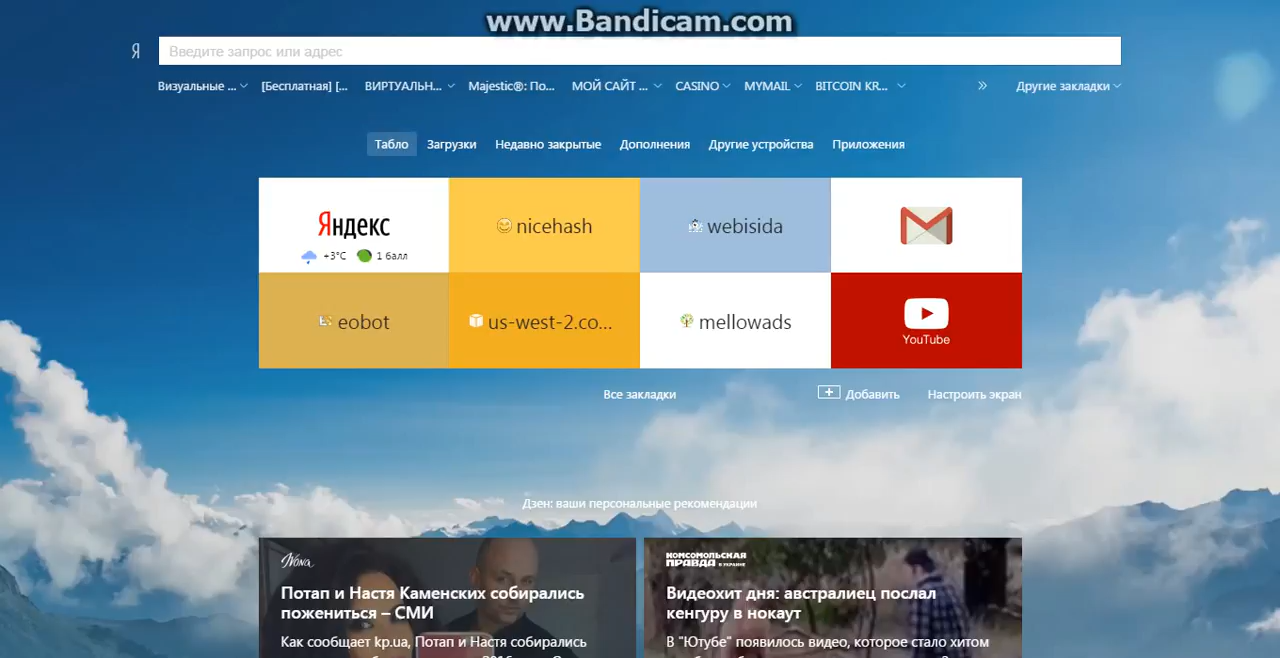 www.Bandicam.com
Я Введите запрос или адрес
Визуальные ... [Бесплатная] [... ВИРТУАЛЬН... Majestic®: По... МОЙ САЙТ ... CASINO MYMAIL BITCOIN KR... » Другие закладки
Табло Загрузки Недавно закрытые Дополнения Другие устройства Приложения
Яндекс
+3°C 1 балл
nicehash
webisida
eobot
us-west-2.co...
mellowads
YouTube
Все закладки Добавить Настроить экран
Дзен: ваши персональные рекомендации
Wona
Потап и Настя Каменских собирались
пожениться – СМИ
Как сообщает kp.ua, Потап и Настя собирались
КОМСОМОЛЬСКАЯ
ПРАВДА В УКРАИНЕ
Видеохит дня: австралиец послал
кенгуру в нокаут
В "Ютубе" появилось видео, которое стало хитом